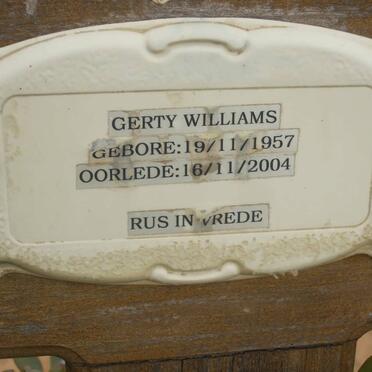 GERTY WILLIAMS
GEBORE:19/11/1957
OORLEDE:16/11/2004
RUS IN VREDE